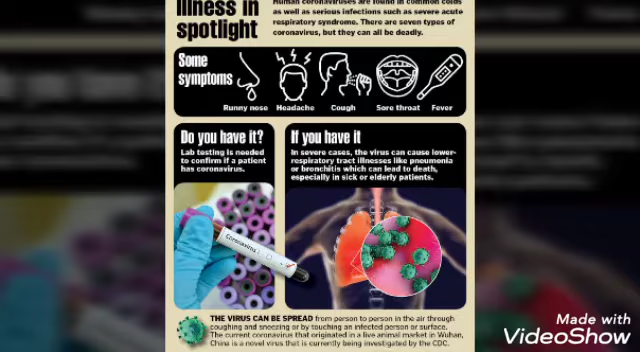 Illness in
spotlight
Human coronaviruses are found in common colds
as well as serious infections such as severe acute
respiratory syndrome. There are seven types of
coronavirus, but they can all be deadly.
Some
symptoms
Runny nose
Headache
Cough
Sore throat
Fever
Do you have it?
Lab testing is needed
to confirm if a patient
has coronavirus.
If you have it
In severe cases, the virus can cause lower-
respiratory tract illnesses like pneumonia
or bronchitis which can lead to death,
especially in sick or elderly patients.
Coronavirus
THE VIRUS CAN BE SPREAD from person to person in the air through
coughing and sneezing or by touching an infected person or surface.
The current coronavirus that originated in a live animal market in Wuhan,
China is a novel virus that is currently being investigated by the CDC.
Made with
VideoShow